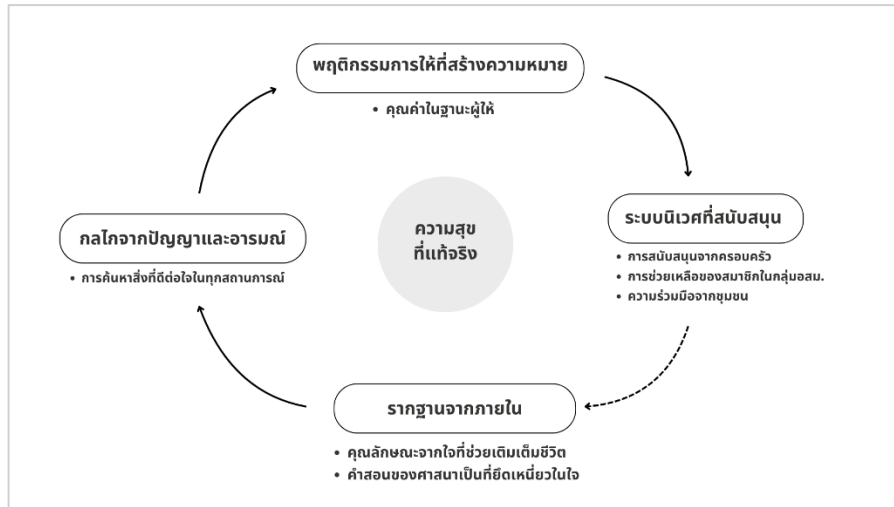 พฤติกรรมการให้ที่สร้างความหมาย
• คุณค่าในฐานะผู้ให้
ระบบนิเวศที่สนับสนุน
• การสนับสนุนจากครอบครัว
• การช่วยเหลือของสมาชิกในกลุ่มอสม.
• ความร่วมมือจากชุมชน
รากฐานจากภายใน
• คุณลักษณะจากใจที่ช่วยเติมเต็มชีวิต
• คำสอนของศาสนาเป็นที่ยึดเหนี่ยวในใจ
กลไกจากปัญญาและอารมณ์
• การค้นหาสิ่งที่ดีต่อใจในทุกสถานการณ์
ความสุข
ที่แท้จริง